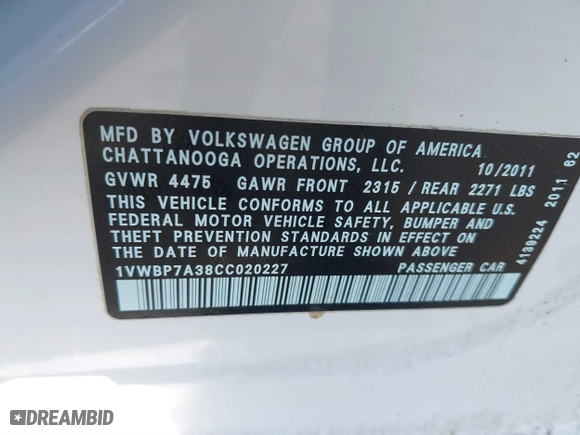 MFD BY VOLKSWAGEN GROUP OF AMERICA
CHATTANOOGA OPERATIONS, LLC. 10/2011
GVWR 4475 GAWR FRONT 2315 / REAR 2271 LBS
THIS VEHICLE CONFORMS TO ALL APPLICABLE U.S.
FEDERAL MOTOR VEHICLE SAFETY, BUMPER AND
THEFT PREVENTION STANDARDS IN EFFECT ON
THE DATE OF MANUFACTURE SHOWN ABOVE
1VWBP7A38CC020227 PASSENGER CAR
4139224 2011 62
DREAMBID